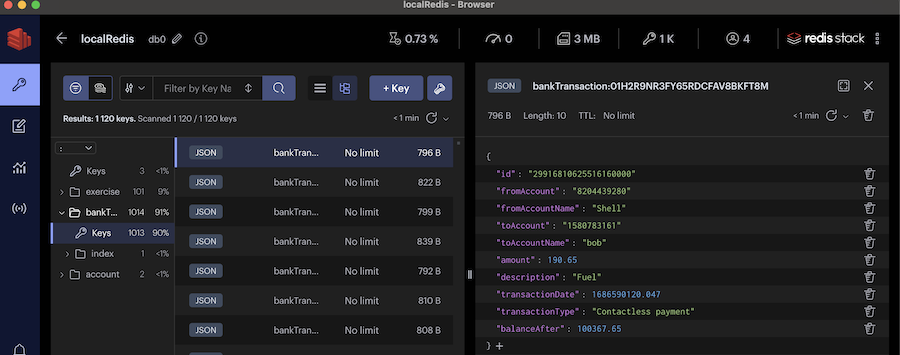 localRedis - Browser
localRedis db0 0.73 % 0 3 MB 1 K 4 redis stack
Filter by Key Na + Key
Results: 1 120 keys. Scanned 1 120 / 1 120 keys < 1 min
:
Keys 3 <1%
exercise 101 9%
bankT... 1014 91%
Keys 1013 90%
index 1 <1%
account 2 <1%
JSON bankTran... No limit 796 B
JSON bankTran... No limit 822 B
JSON bankTran... No limit 799 B
JSON bankTran... No limit 839 B
JSON bankTran... No limit 792 B
JSON bankTran... No limit 810 B
JSON bankTran... No limit 808 B
JSON bankTransaction:01H2R9NR3FY65RDCFAV8BKFT8M
796 B Length: 10 TTL: No limit < 1 min
{
"id" : "29916810625516160000"
"fromAccount" : "8204439280"
"fromAccountName" : "Shell"
"toAccount" : "1580783161"
"toAccountName" : "bob"
"amount" : 190.65
"description" : "Fuel"
"transactionDate" : 1686590120.047
"transactionType" : "Contactless payment"
"balanceAfter" : 100367.65
} +